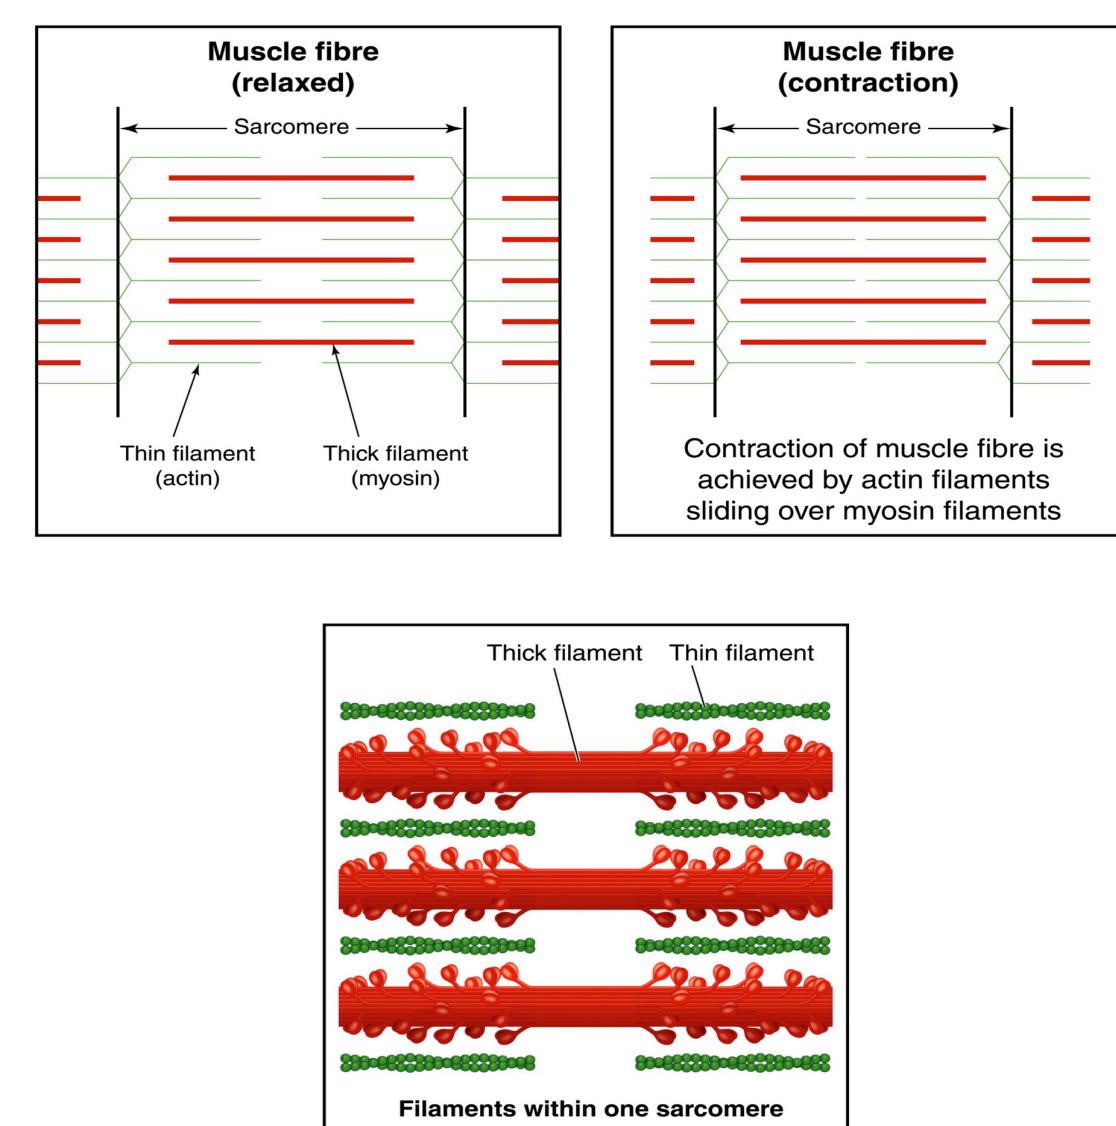 Muscle fibre
(relaxed)
Sarcomere
Thin filament
(actin)
Thick filament
(myosin)
Muscle fibre
(contraction)
Sarcomere
Contraction of muscle fibre is
achieved by actin filaments
sliding over myosin filaments
Thick filament
Thin filament
Filaments within one sarcomere